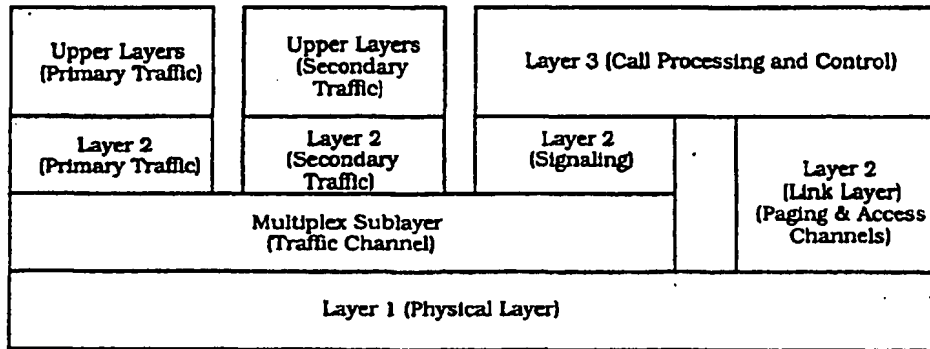 Upper Layers
(Primary Traffic)
Upper Layers
(Secondary
Traffic)
Layer 3 (Call Processing and Control)
Layer 2
(Primary Traffic)
Layer 2
(Secondary
Traffic)
Layer 2
(Signaling)
Layer 2
(Link Layer)
(Paging & Access
Channels)
Multiplex Sublayer
(Traffic Channel)
Layer 1 (Physical Layer)